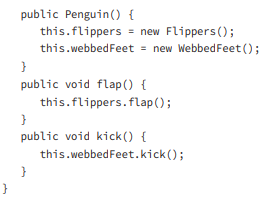 public Penguin() {
this.flippers = new Flippers();
this.webbedFeet = new WebbedFeet();
}
public void flap() {
this.flippers.flap();
}
public void kick() {
this.webbedFeet.kick();
}
}